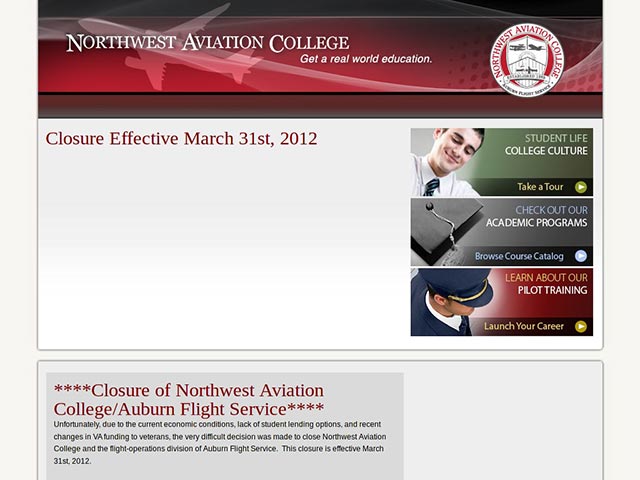 NORTHWEST AVIATION COLLEGE
Get a real world education.
NORTHWEST AVIATION COLLEGE
AUBURN FLIGHT SERVICE
Closure Effective March 31st, 2012
STUDENT LIFE
COLLEGE CULTURE
Take a Tour
CHECK OUT OUR
ACADEMIC PROGRAMS
Browse Course Catalog
LEARN ABOUT OUR
PILOT TRAINING
Launch Your Career
****Closure of Northwest Aviation
College/Auburn Flight Service****
Unfortunately, due to the current economic conditions, lack of student lending options, and recent
changes in VA funding to veterans, the very difficult decision was made to close Northwest Aviation
College and the flight-operations division of Auburn Flight Service.  This closure is effective March
31st, 2012.